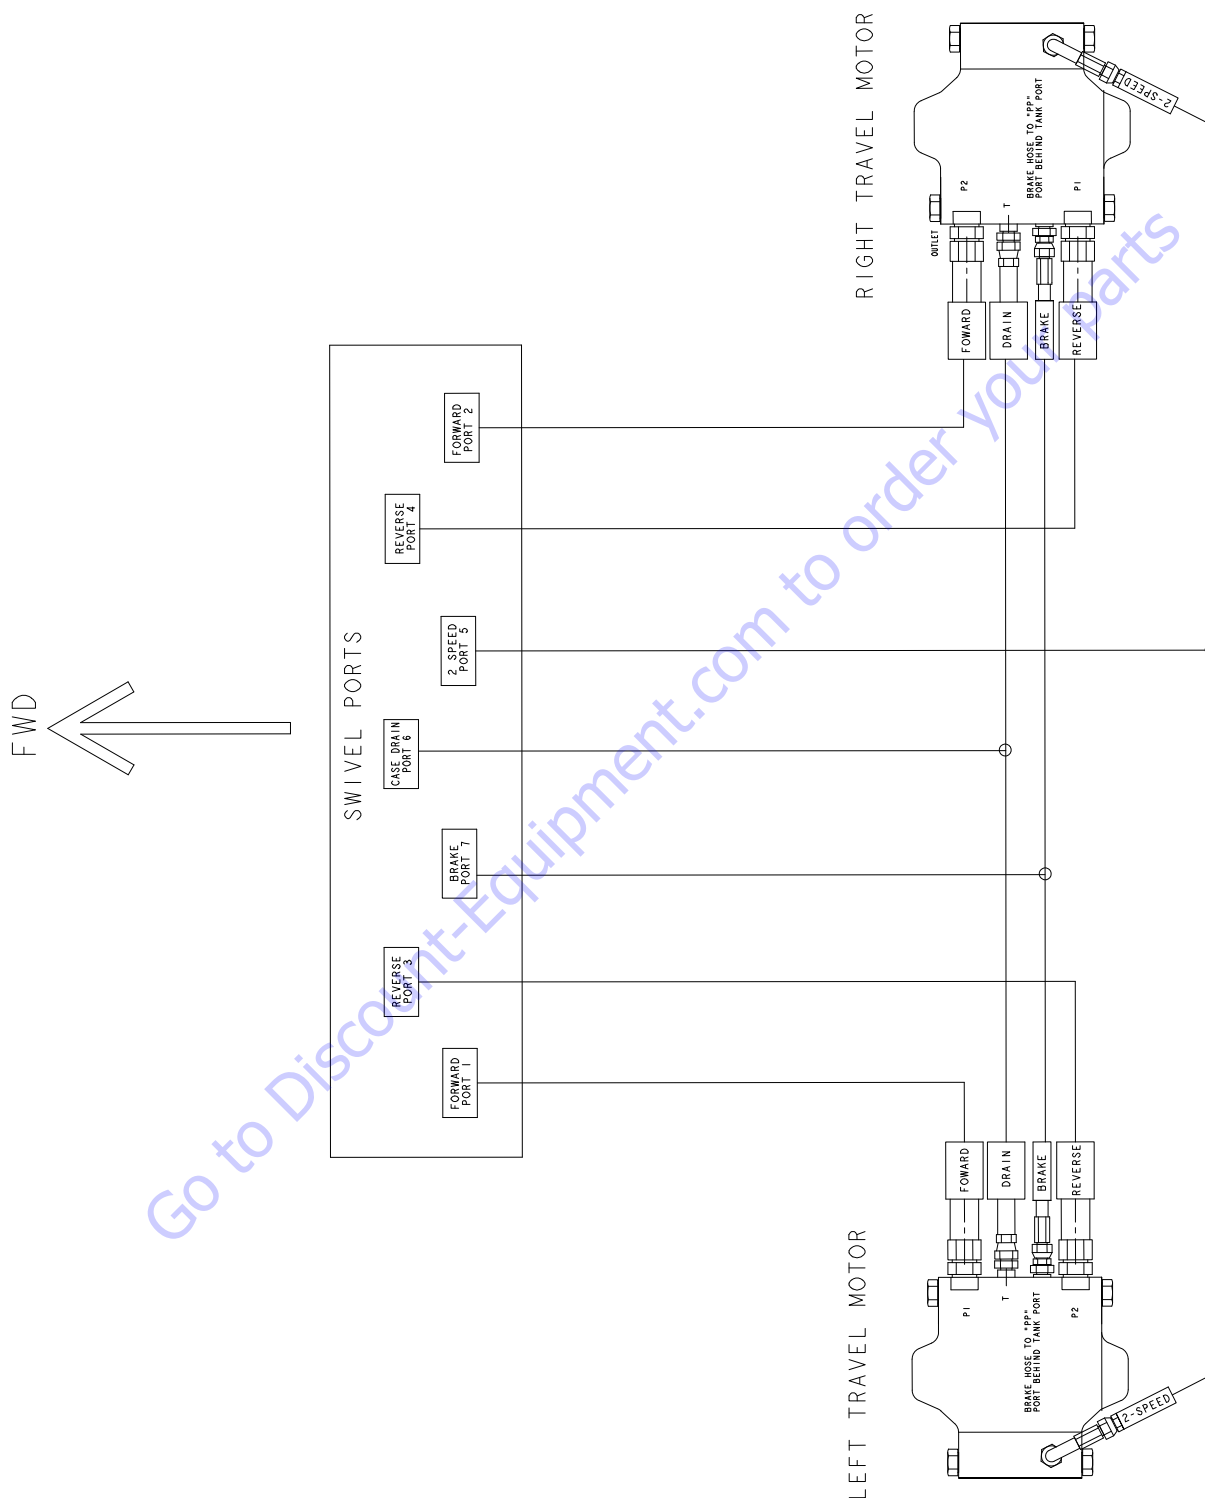 FWD
SWIVEL PORTS
FORWARD
PORT 1
REVERSE
PORT 3
BRAKE
PORT 7
CASE DRAIN
PORT 6
2 SPEED
PORT 5
REVERSE
PORT 4
FORWARD
PORT 2
LEFT TRAVEL MOTOR
FOWARD
DRAIN
BRAKE
REVERSE
P1
T
BRAKE HOSE TO "PP"
PORT BEHIND TANK PORT
P2
2-SPEED
RIGHT TRAVEL MOTOR
OUTLET
FOWARD
DRAIN
BRAKE
REVERSE
P2
T
BRAKE HOSE TO "PP"
PORT BEHIND TANK PORT
P1
2-SPEED
Go to Discount-Equipment.com to order your parts